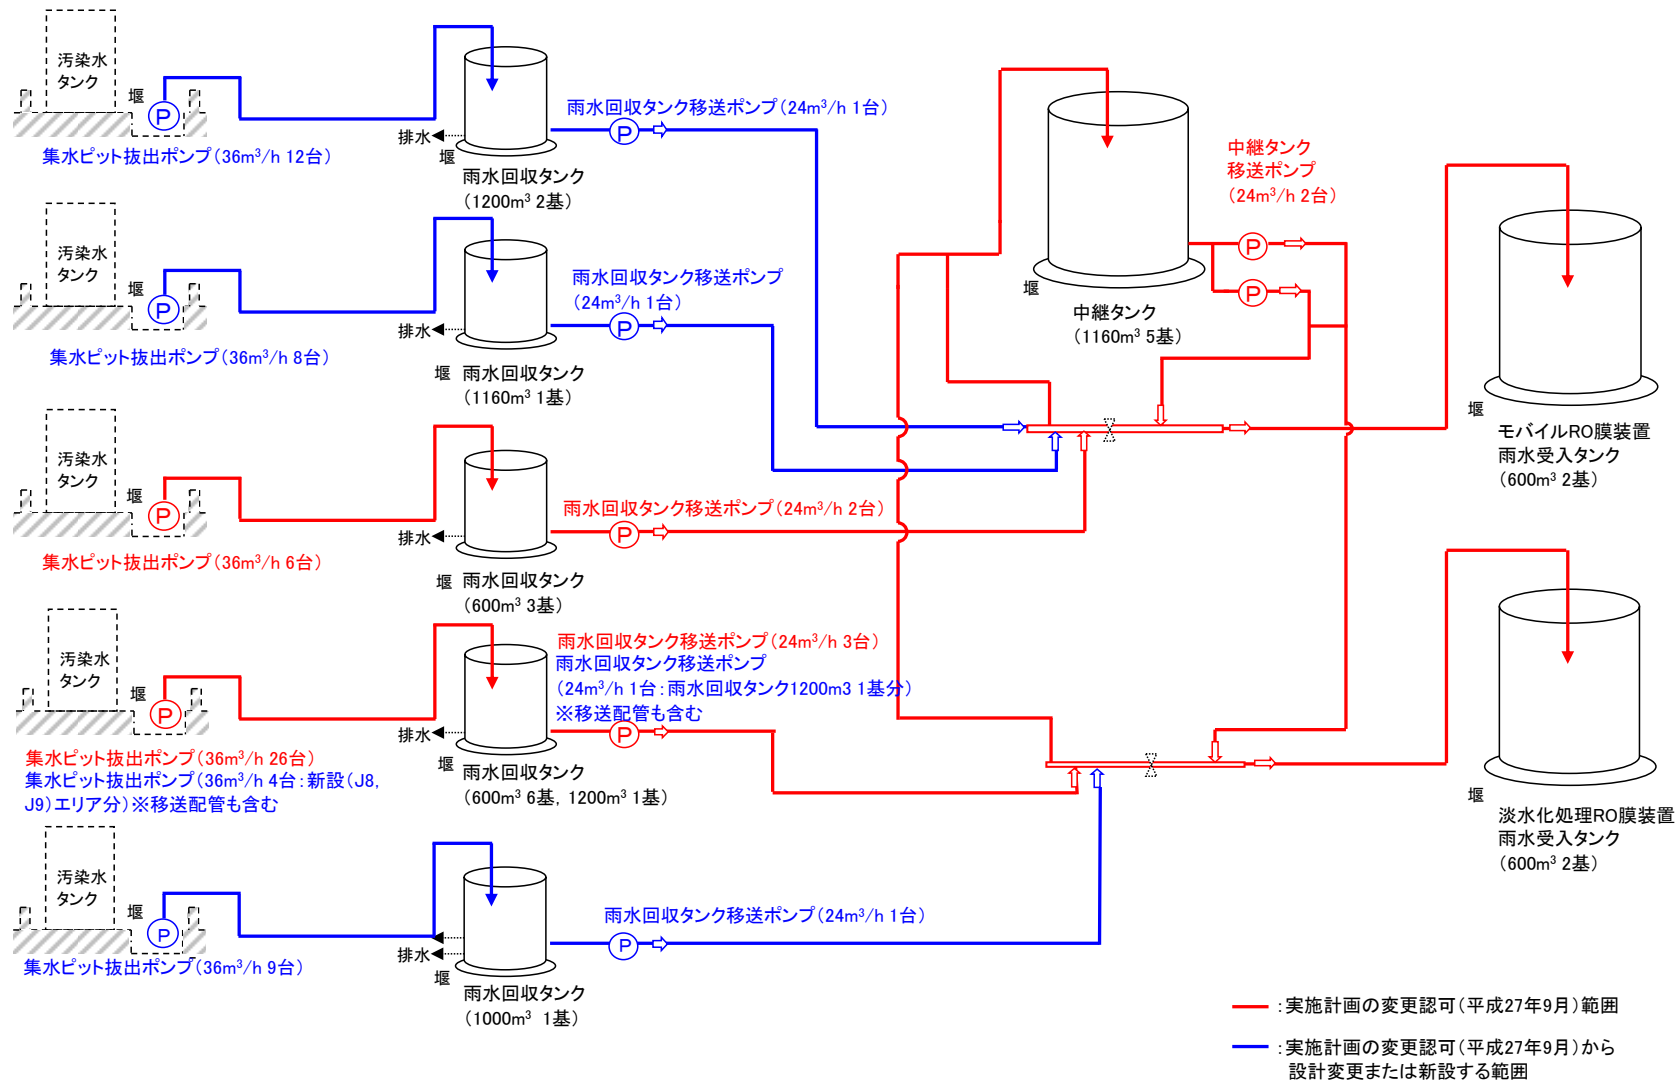 汚染水
タンク
堰
P
集水ピット抜出ポンプ(36m³/h 12台)
排水
堰
雨水回収タンク
(1200m³ 2基)
雨水回収タンク移送ポンプ(24m³/h 1台)
P
汚染水
タンク
堰
P
集水ピット抜出ポンプ(36m³/h 8台)
排水
堰
雨水回収タンク
(1160m³ 1基)
雨水回収タンク移送ポンプ
(24m³/h 1台)
P
汚染水
タンク
堰
P
集水ピット抜出ポンプ(36m³/h 6台)
排水
堰
雨水回収タンク
(600m³ 3基)
雨水回収タンク移送ポンプ(24m³/h 2台)
P
汚染水
タンク
堰
P
集水ピット抜出ポンプ(36m³/h 26台)
集水ピット抜出ポンプ(36m³/h 4台:新設(J8,
J9)エリア分)※移送配管も含む
排水
堰
雨水回収タンク
(600m³ 6基, 1200m³ 1基)
雨水回収タンク移送ポンプ(24m³/h 3台)
雨水回収タンク移送ポンプ
(24m³/h 1台:雨水回収タンク1200m3 1基分)
※移送配管も含む
P
汚染水
タンク
堰
P
集水ピット抜出ポンプ(36m³/h 9台)
排水
堰
雨水回収タンク
(1000m³ 1基)
雨水回収タンク移送ポンプ(24m³/h 1台)
P
堰
中継タンク
(1160m³ 5基)
中継タンク
移送ポンプ
(24m³/h 2台)
P
P
堰
モバイルRO膜装置
雨水受入タンク
(600m³ 2基)
堰
淡水化処理RO膜装置
雨水受入タンク
(600m³ 2基)
:実施計画の変更認可(平成27年9月)範囲
:実施計画の変更認可(平成27年9月)から
設計変更または新設する範囲